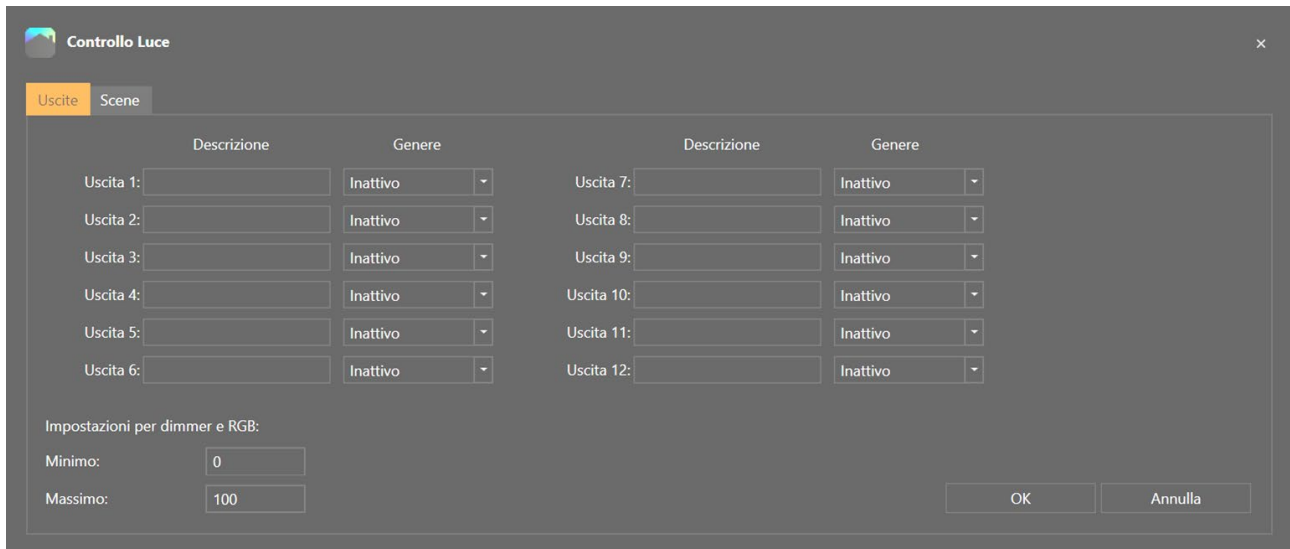 Controllo Luce
Uscite Scene
Descrizione Genere Descrizione Genere
Uscita 1: Inattivo Uscita 7: Inattivo
Uscita 2: Inattivo Uscita 8: Inattivo
Uscita 3: Inattivo Uscita 9: Inattivo
Uscita 4: Inattivo Uscita 10: Inattivo
Uscita 5: Inattivo Uscita 11: Inattivo
Uscita 6: Inattivo Uscita 12: Inattivo
Impostazioni per dimmer e RGB:
Minimo: 0
Massimo: 100 OK Annulla